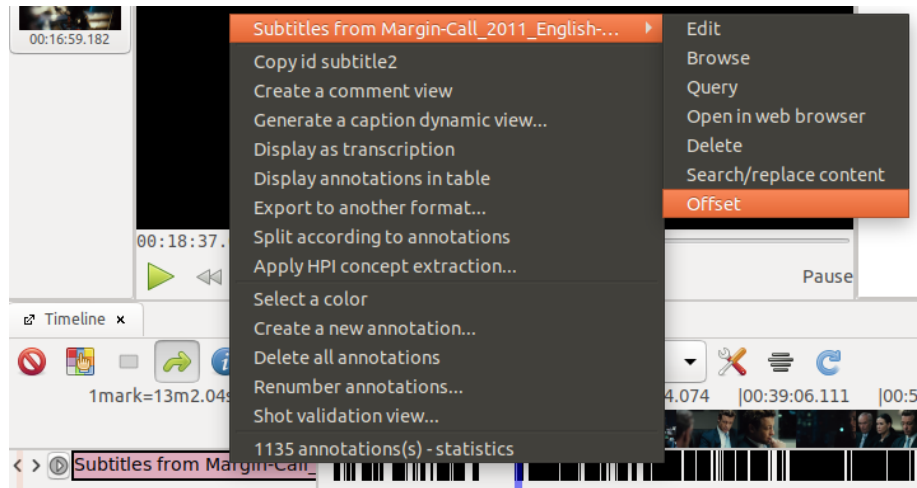 00:16:59.182
Subtitles from Margin-Call_2011_English-...
Copy id subtitle2
Create a comment view
Generate a caption dynamic view...
Display as transcription
Display annotations in table
Export to another format...
Split according to annotations
Apply HPI concept extraction...
Select a color
Create a new annotation...
Delete all annotations
Renumber annotations...
Shot validation view...
1135 annotations(s) - statistics
Edit
Browse
Query
Open in web browser
Delete
Search/replace content
Offset
00:18:37.
Pause
Timeline
1mark=13m2.04s
4.074 |00:39:06.111 |00:5
Subtitles from Margin-Call_